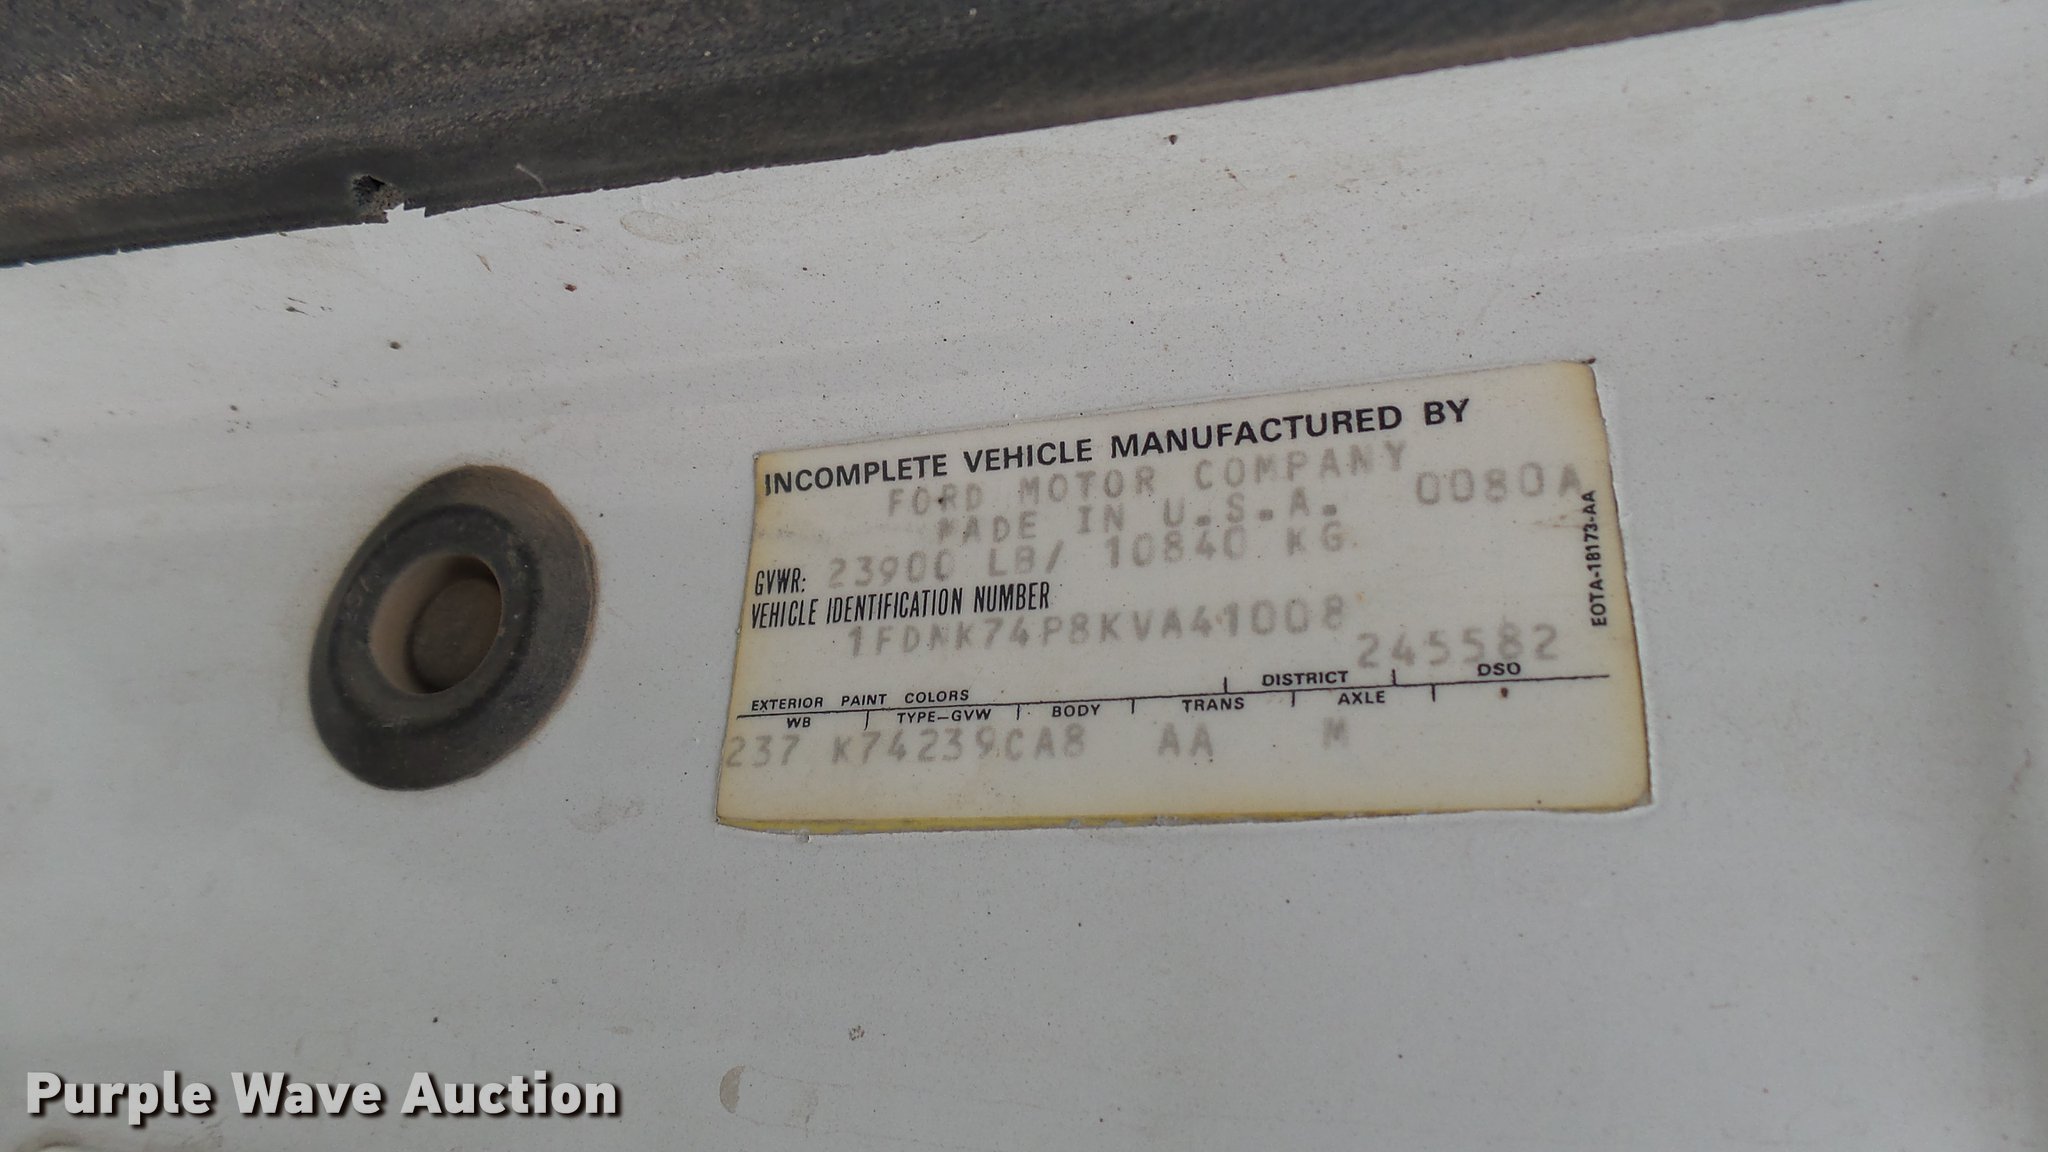 INCOMPLETE VEHICLE MANUFACTURED BY
FORD MOTOR COMPANY 0080A
MADE IN U.S.A.
GVWR: 23900 LB/ 10840 KG
VEHICLE IDENTIFICATION NUMBER
1FDNK74P8KVA41008
245582
EXTERIOR PAINT COLORS DISTRICT DSO
WB TYPE-GVW BODY TRANS AXLE
237 K74239CA8 AA M
EOTA-1B173-AA
Purple Wave Auction